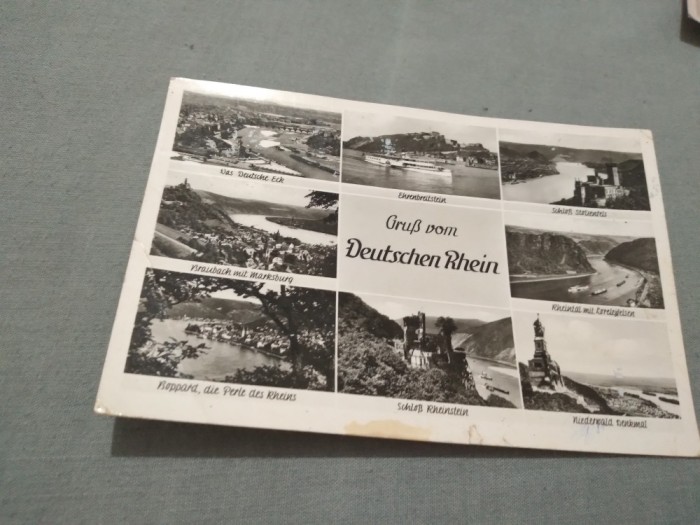 Das Deutsche Eck
Ehrenbreitstein
Schloß Stolzenfels
Braubach mit Marksburg
Gruß vom
Deutschen Rhein
Rheintal mit Loreleyfelsen
Boppard, die Perle des Rheins
Schloß Rheinstein
Niederwald Denkmal